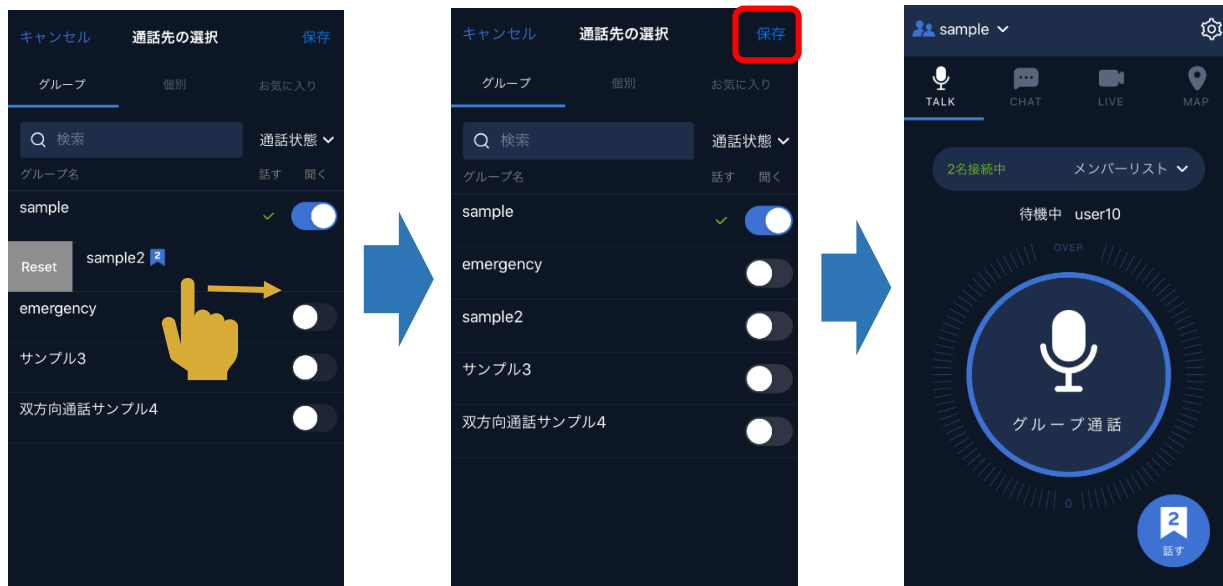 キャンセル 通話先の選択 保存
グループ 個別 お気に入り
検索 通話状態
グループ名 話す 聞く
sample
Reset sample2 2
emergency
サンプル3
双方向通話サンプル4
キャンセル 通話先の選択 保存
グループ 個別 お気に入り
検索 通話状態
グループ名 話す 聞く
sample
emergency
sample2
サンプル3
双方向通話サンプル4
sample
TALK CHAT LIVE MAP
2名接続中 メンバーリスト
待機中 user10
OVER
グループ通話
0
2
話す